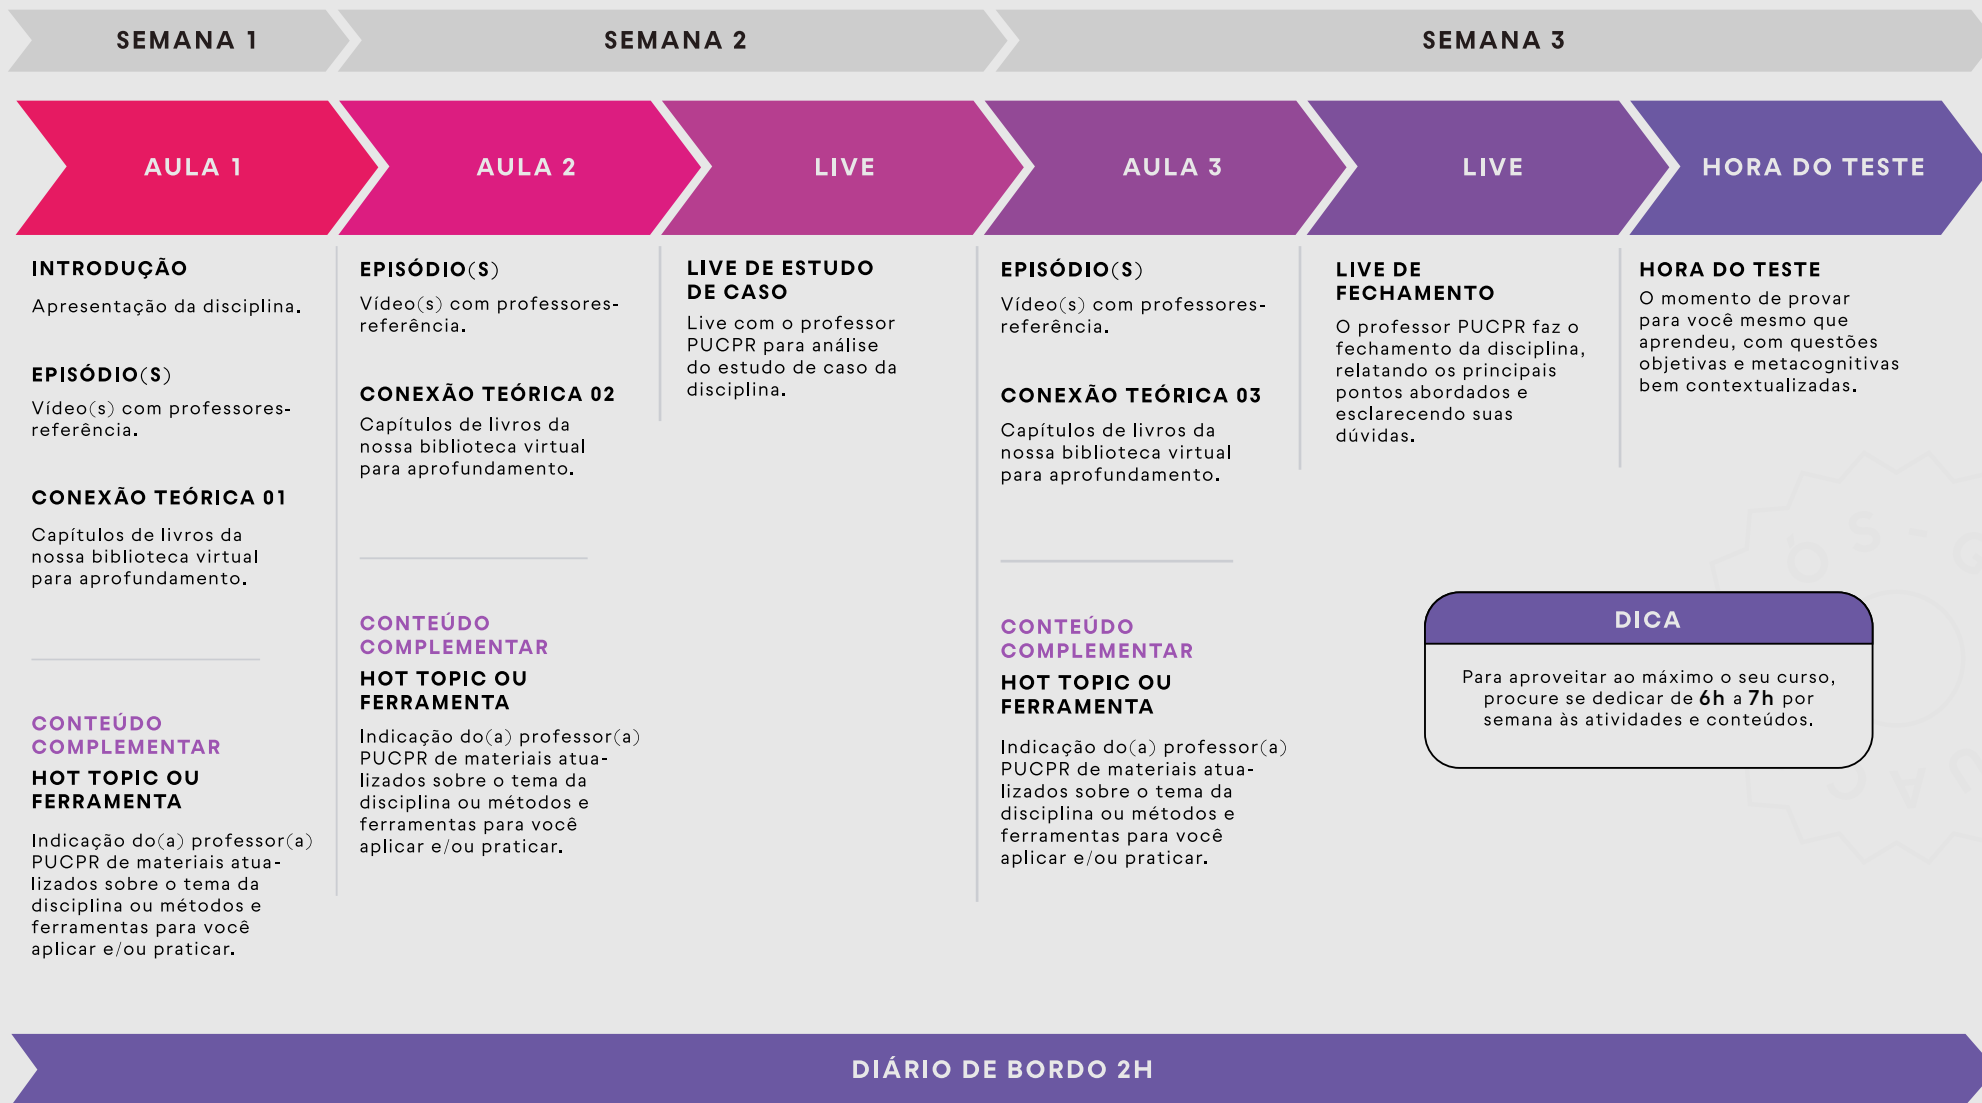 SEMANA 1
SEMANA 2
SEMANA 3
AULA 1
AULA 2
LIVE
AULA 3
LIVE
HORA DO TESTE
INTRODUÇÃO
Apresentação da disciplina.
EPISÓDIO(S)
Vídeo(s) com professores-
referência.
CONEXÃO TEÓRICA 01
Capítulos de livros da
nossa biblioteca virtual
para aprofundamento.
CONTEÚDO
COMPLEMENTAR
HOT TOPIC OU
FERRAMENTA
Indicação do(a) professor(a)
PUCPR de materiais atua-
lizados sobre o tema da
disciplina ou métodos e
ferramentas para você
aplicar e/ou praticar.
EPISÓDIO(S)
Vídeo(s) com professores-
referência.
CONEXÃO TEÓRICA 02
Capítulos de livros da
nossa biblioteca virtual
para aprofundamento.
CONTEÚDO
COMPLEMENTAR
HOT TOPIC OU
FERRAMENTA
Indicação do(a) professor(a)
PUCPR de materiais atua-
lizados sobre o tema da
disciplina ou métodos e
ferramentas para você
aplicar e/ou praticar.
LIVE DE ESTUDO
DE CASO
Live com o professor
PUCPR para análise
do estudo de caso da
disciplina.
EPISÓDIO(S)
Vídeo(s) com professores-
referência.
CONEXÃO TEÓRICA 03
Capítulos de livros da
nossa biblioteca virtual
para aprofundamento.
CONTEÚDO
COMPLEMENTAR
HOT TOPIC OU
FERRAMENTA
Indicação do(a) professor(a)
PUCPR de materiais atua-
lizados sobre o tema da
disciplina ou métodos e
ferramentas para você
aplicar e/ou praticar.
LIVE DE
FECHAMENTO
O professor PUCPR faz o
fechamento da disciplina,
relatando os principais
pontos abordados e
esclarecendo suas
dúvidas.
HORA DO TESTE
O momento de provar
para você mesmo que
aprendeu, com questões
objetivas e metacognitivas
bem contextualizadas.
DICA
Para aproveitar ao máximo o seu curso,
procure se dedicar de 6h a 7h por
semana às atividades e conteúdos.
DIÁRIO DE BORDO 2H